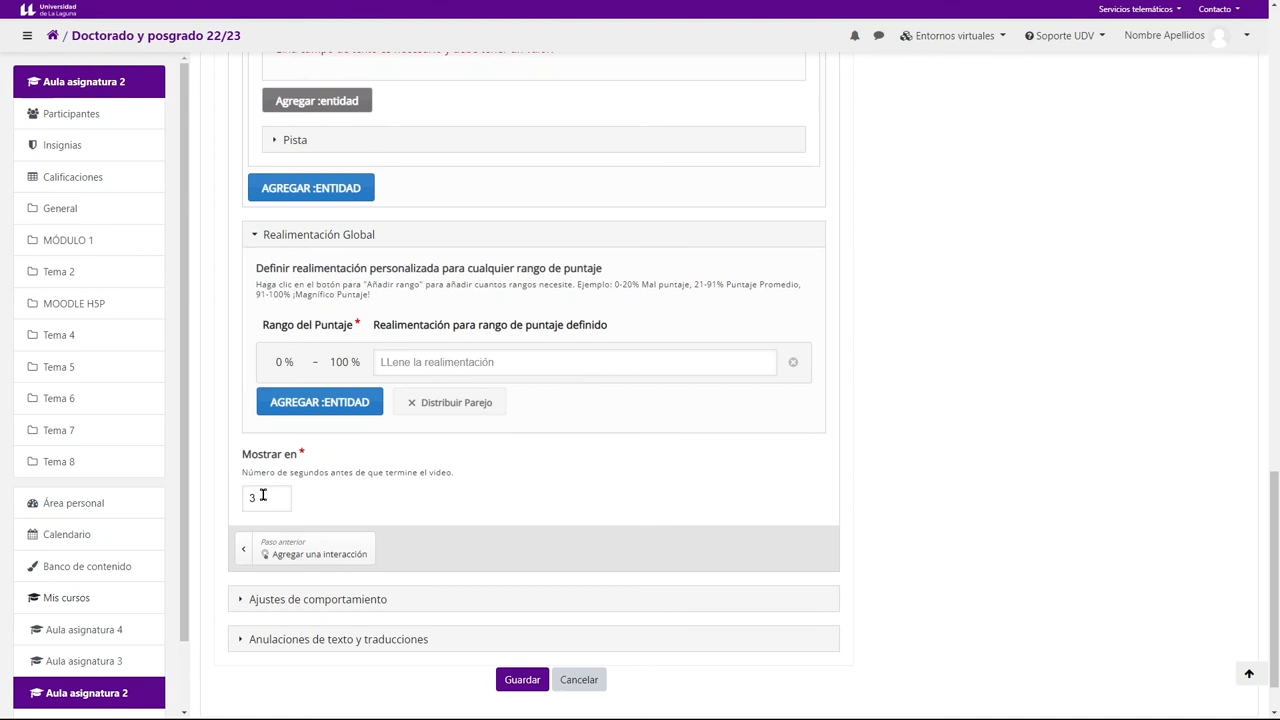 Universidad
de La Laguna
Servicios telemáticos
Contacto
/ Doctorado y posgrado 22/23
Entornos virtuales
Soporte UDV
Nombre Apellidos
Aula asignatura 2
Participantes
Insignias
Calificaciones
General
MÓDULO 1
Tema 2
MOODLE H5P
Tema 4
Tema 5
Tema 6
Tema 7
Tema 8
Área personal
Calendario
Banco de contenido
Mis cursos
Aula asignatura 4
Aula asignatura 3
Aula asignatura 2
Agregar :entidad
Pista
AGREGAR :ENTIDAD
Realimentación Global
Definir realimentación personalizada para cualquier rango de puntaje
Haga clic en el botón para "Añadir rango" para añadir cuantos rangos necesite. Ejemplo: 0-20% Mal puntaje, 21-91% Puntaje Promedio,
91-100% ¡Magnífico Puntaje!
Rango del Puntaje * Realimentación para rango de puntaje definido
0 % – 100 % LLene la realimentación
AGREGAR :ENTIDAD
Distribuir Parejo
Mostrar en *
Número de segundos antes de que termine el video.
3
Paso anterior
Agregar una interacción
Ajustes de comportamiento
Anulaciones de texto y traducciones
Guardar
Cancelar